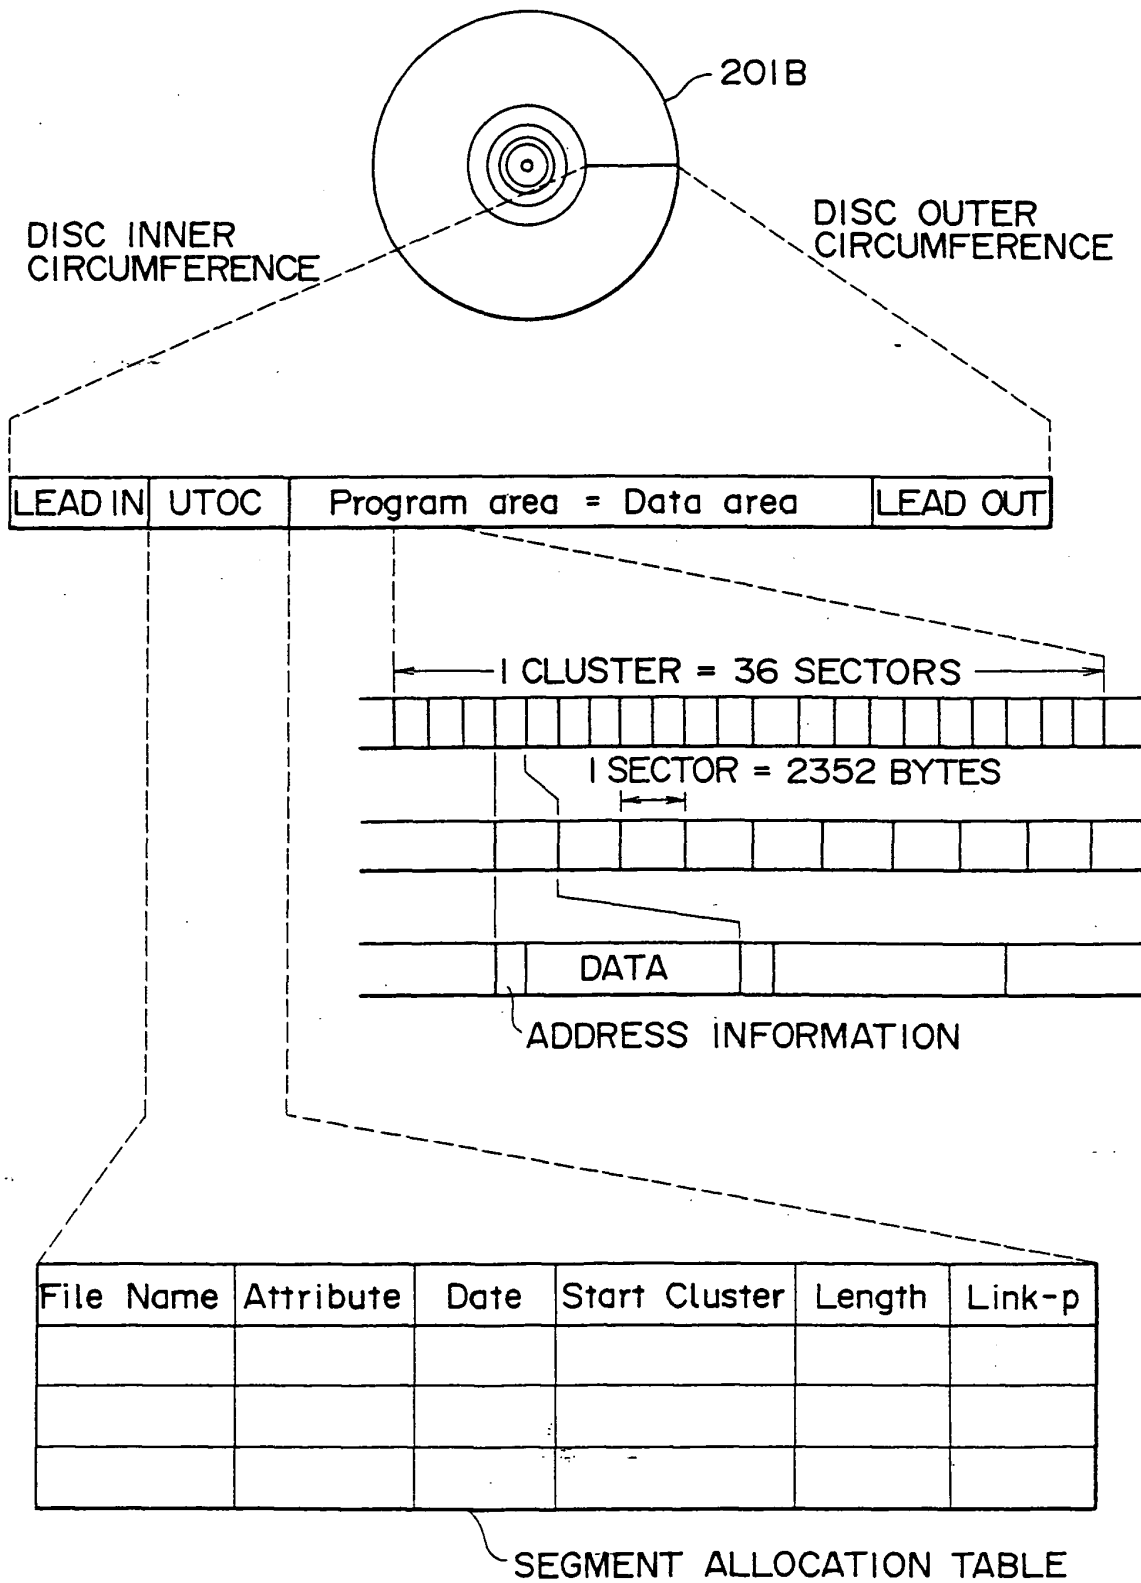 201B
DISC INNER
CIRCUMFERENCE
DISC OUTER
CIRCUMFERENCE
LEAD IN UTOC Program area = Data area LEAD OUT
1 CLUSTER = 36 SECTORS
1 SECTOR = 2352 BYTES
DATA
ADDRESS INFORMATION
File Name Attribute Date Start Cluster Length Link-p
SEGMENT ALLOCATION TABLE